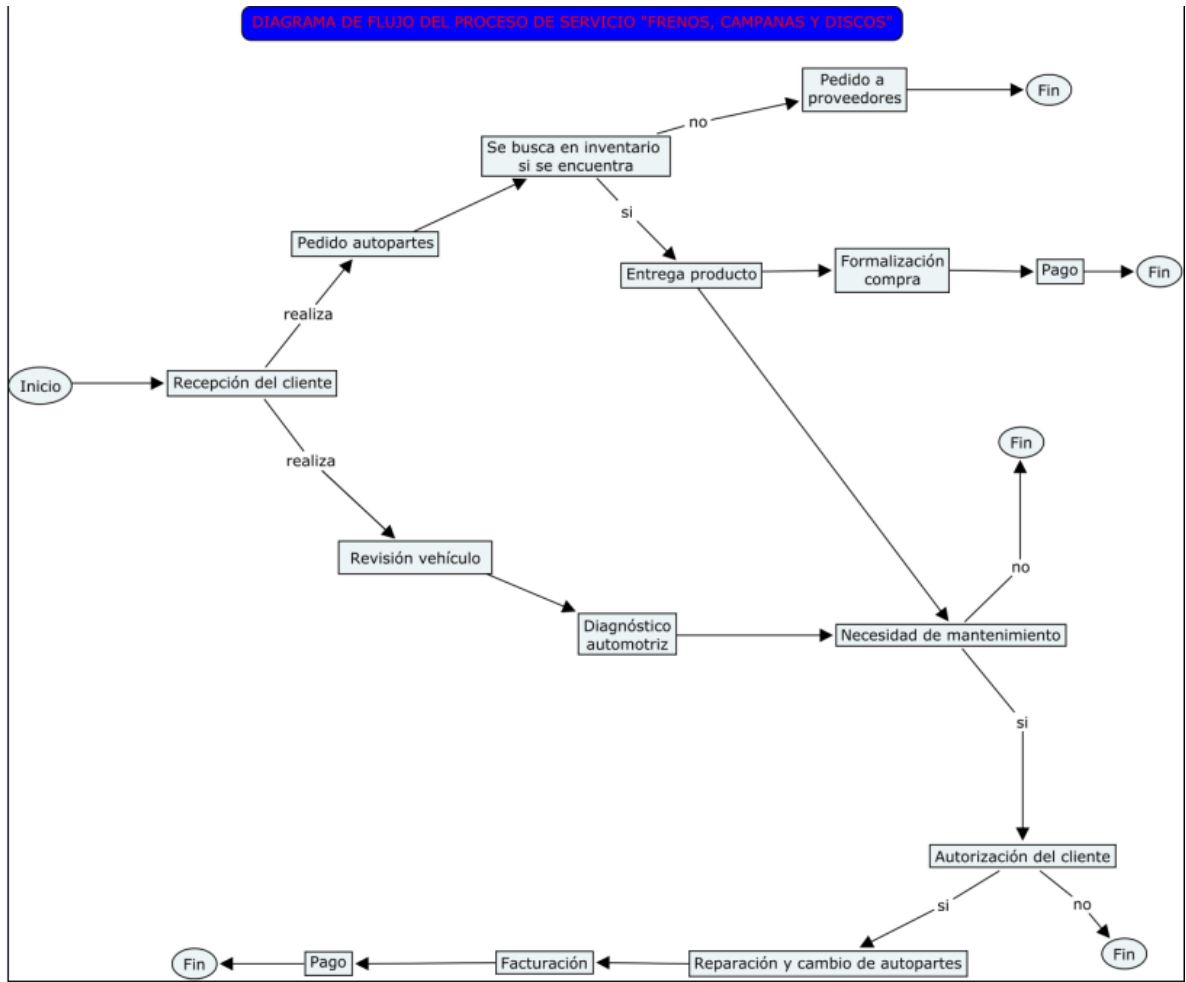 DIAGRAMA DE FLUJO DEL PROCESO DE SERVICIO "FRENOS, CAMPANAS Y DISCOS"
Pedido a
proveedores
Fin
no
Se busca en inventario
si se encuentra
si
Pedido autopartes
Entrega producto
Formalización
compra
Pago
Fin
realiza
Inicio
Recepción del cliente
realiza
Fin
no
Revisión vehículo
Diagnóstico
automotriz
Necesidad de mantenimiento
si
Autorización del cliente
si
no
Fin
Pago
Facturación
Reparación y cambio de autopartes
Fin